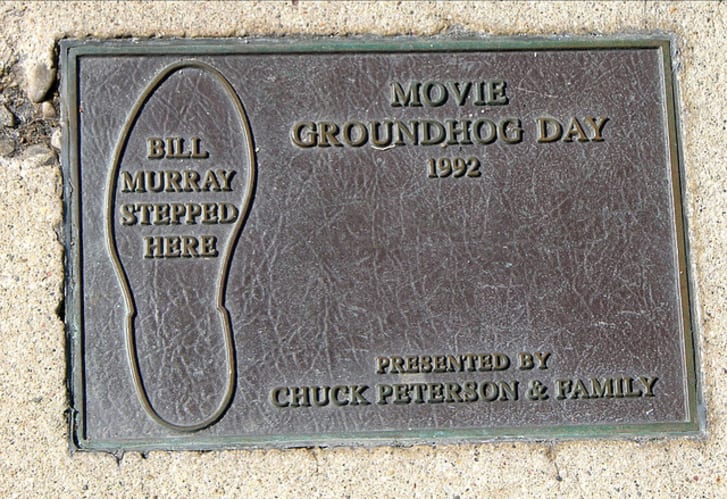 BILL
MURRAY
STEPPED
HERE
MOVIE
GROUNDHOG DAY
1992
PRESENTED BY
CHUCK PETERSON & FAMILY